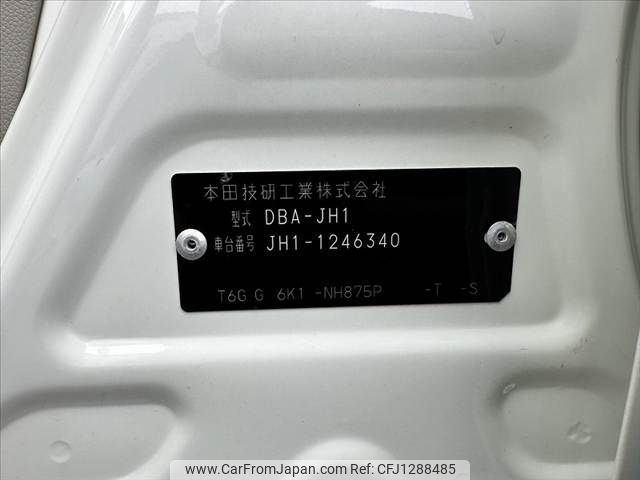 本田技研工業株式会社
型式 DBA-JH1
車台番号 JH1-1246340
T6G G 6K1 -NH875P -T -S
www.CarFromJapan.com - CFJ1288485